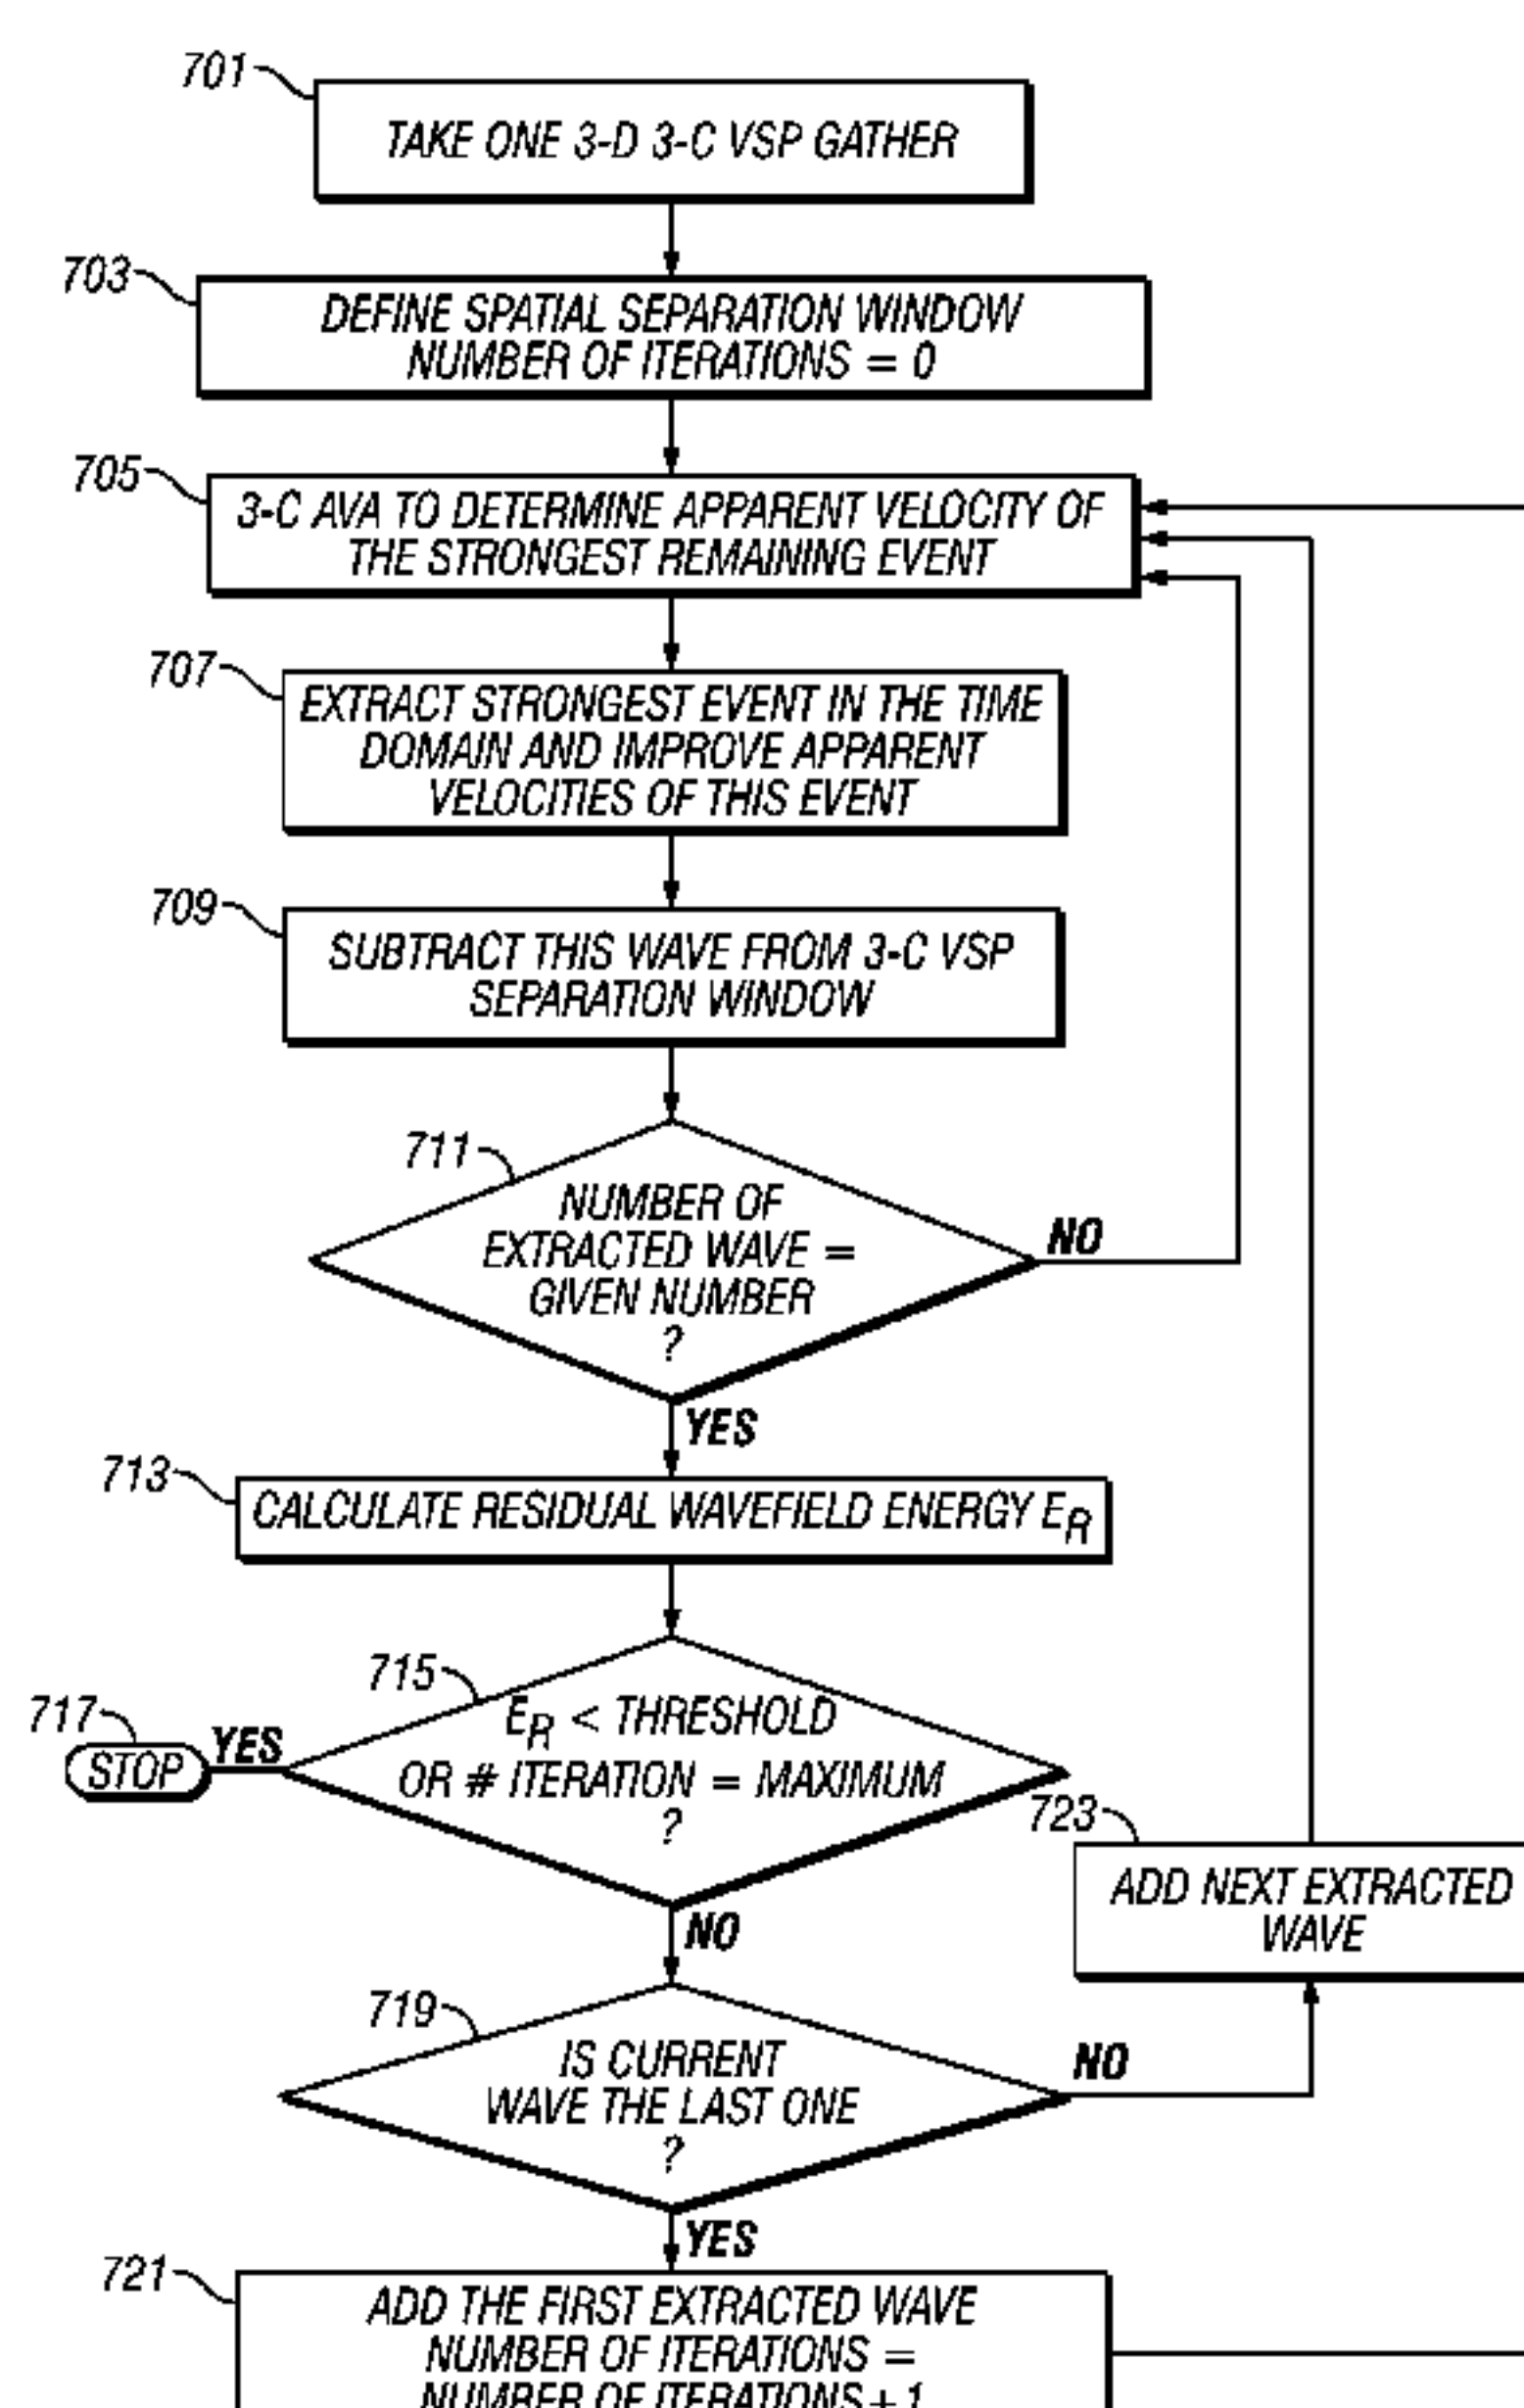 701
TAKE ONE 3-D 3-C VSP GATHER
703
DEFINE SPATIAL SEPARATION WINDOW
NUMBER OF ITERATIONS = 0
705
3-C AVA TO DETERMINE APPARENT VELOCITY OF
THE STRONGEST REMAINING EVENT
707
EXTRACT STRONGEST EVENT IN THE TIME
DOMAIN AND IMPROVE APPARENT
VELOCITIES OF THIS EVENT
709
SUBTRACT THIS WAVE FROM 3-C VSP
SEPARATION WINDOW
711
NUMBER OF
EXTRACTED WAVE =
GIVEN NUMBER
?
NO
YES
713
CALCULATE RESIDUAL WAVEFIELD ENERGY ER
715
ER < THRESHOLD
OR # ITERATION = MAXIMUM
?
717
STOP
YES
NO
723
ADD NEXT EXTRACTED
WAVE
719
IS CURRENT
WAVE THE LAST ONE
?
NO
YES
721
ADD THE FIRST EXTRACTED WAVE
NUMBER OF ITERATIONS =
NUMBER OF ITERATIONS + 1